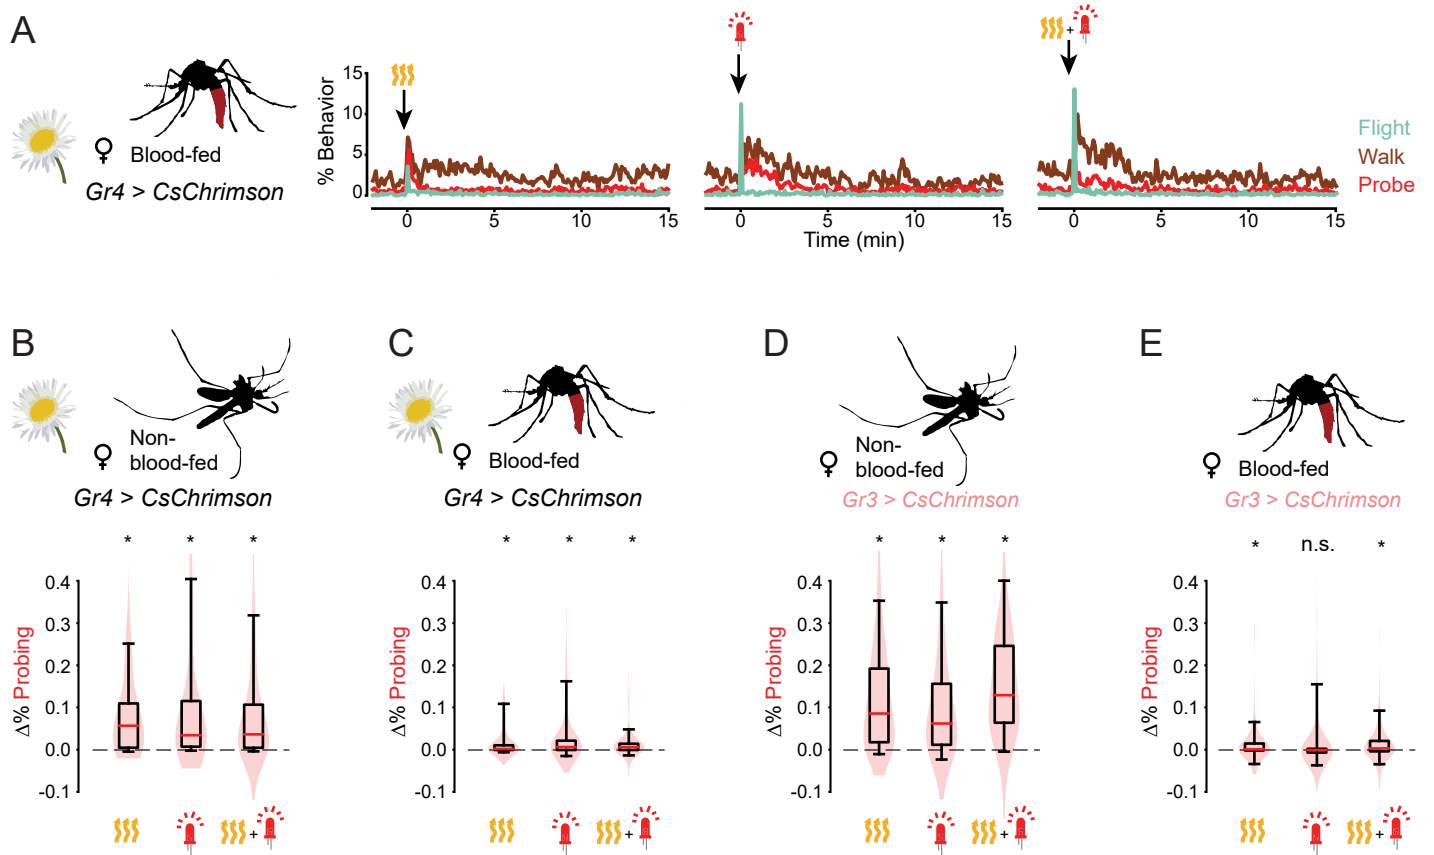 A
♀ Blood-fed
Gr4 > CsChrimson
% Behavior
15
10
5
0
0 5 10 15
+
0 5 10 15
0 5 10 15
Time (min)
Flight
Walk
Probe
B
♀ Non-
blood-fed
Gr4 > CsChrimson
* * *
Δ% Probing
0.4
0.3
0.2
0.1
0.0
-0.1
+
C
♀ Blood-fed
Gr4 > CsChrimson
* * *
Δ% Probing
0.4
0.3
0.2
0.1
0.0
-0.1
+
D
♀ Non-
blood-fed
Gr3 > CsChrimson
* * *
Δ% Probing
0.4
0.3
0.2
0.1
0.0
-0.1
+
E
♀ Blood-fed
Gr3 > CsChrimson
* n.s. *
Δ% Probing
0.4
0.3
0.2
0.1
0.0
-0.1
+